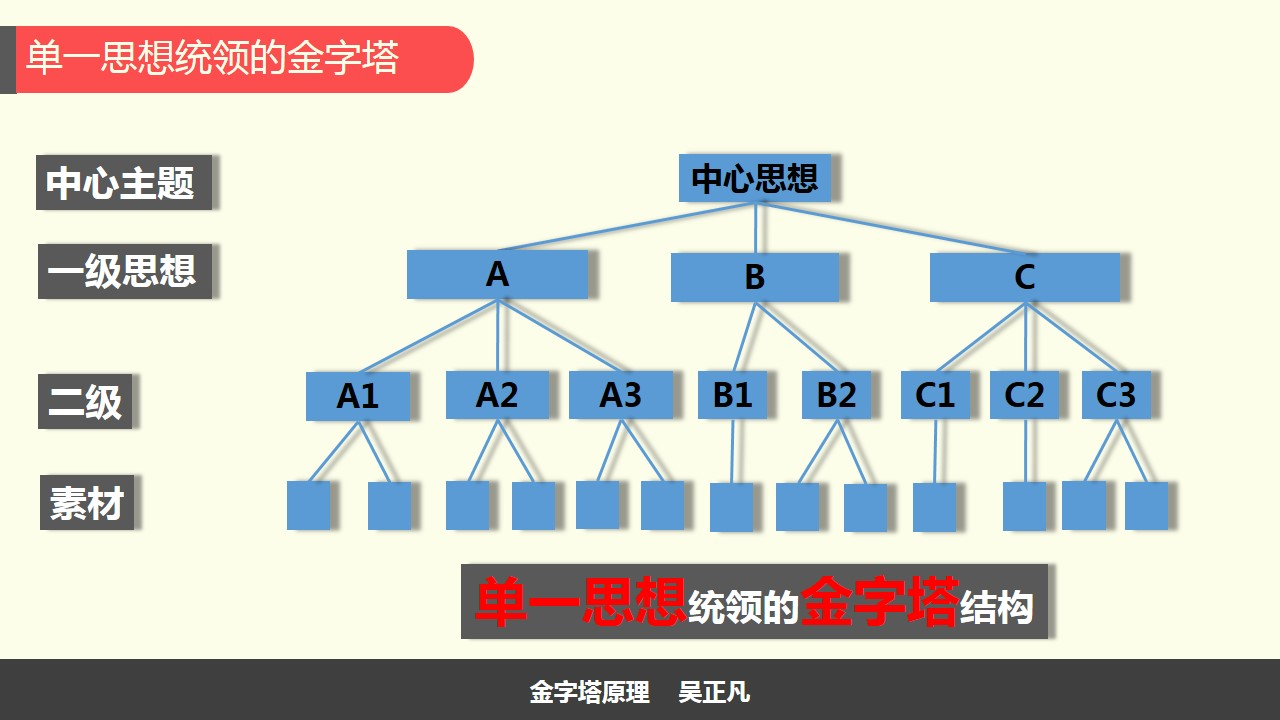 单一思想统领的金字塔
中心主题
中心思想
一级思想
A
B
C
二级
A1
A2
A3
B1
B2
C1
C2
C3
素材
单一思想统领的金字塔结构
金字塔原理 吴正凡